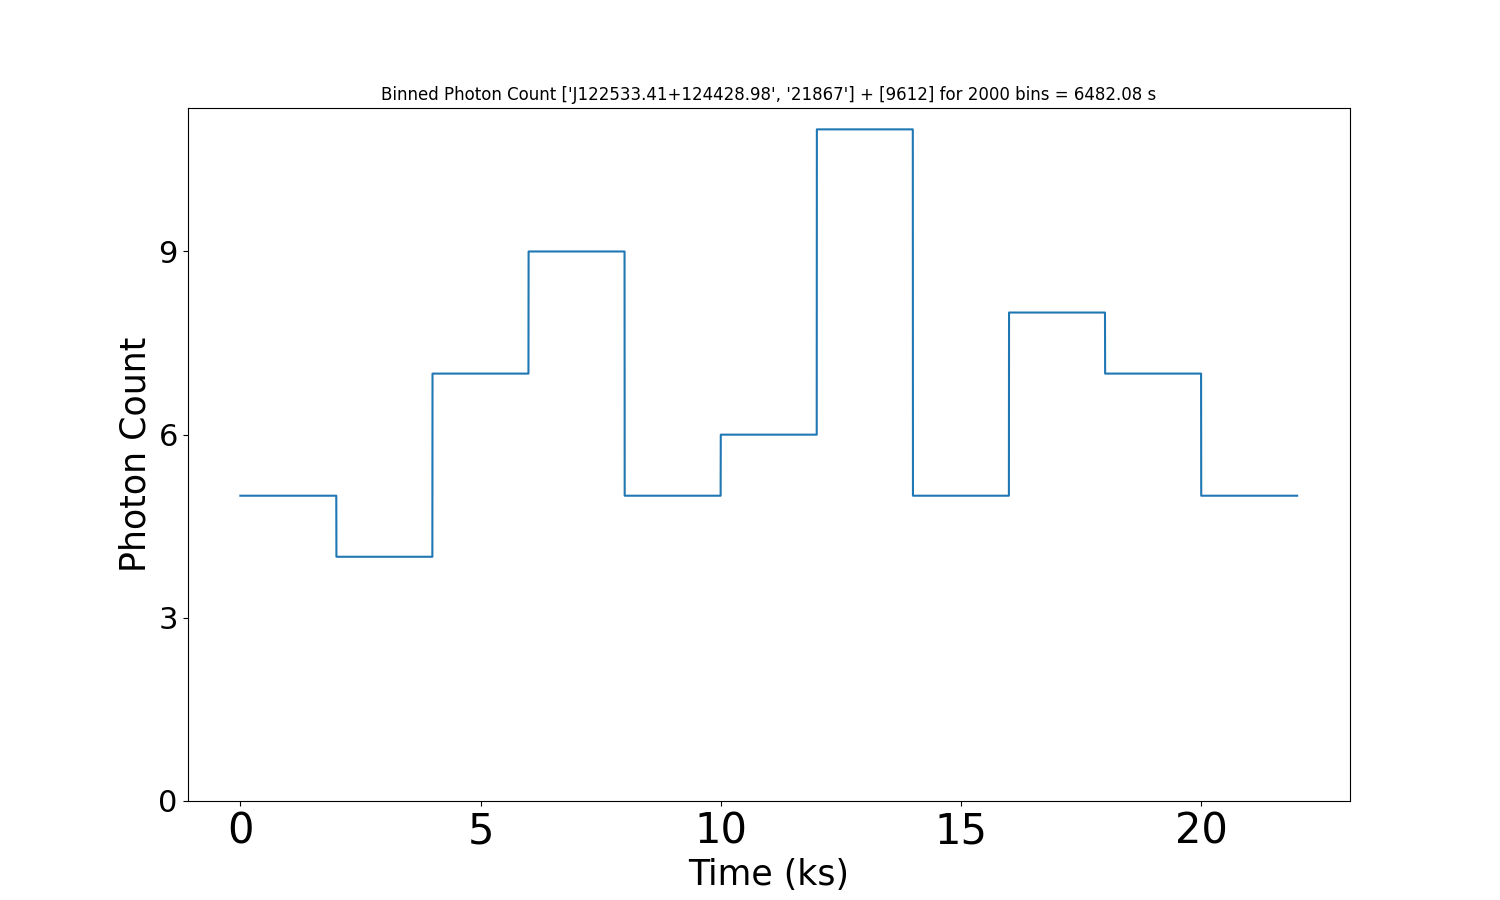 Binned Photon Count ['J122533.41+124428.98', '21867'] + [9612] for 2000 bins = 6482.08 s
Photon Count
9
6
3
0
0 5 10 15 20
Time (ks)